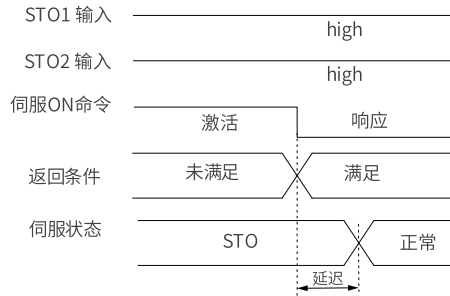 STO1 输入
high
STO2 输入
high
伺服ON命令
激活
响应
返回条件
未满足
满足
伺服状态
STO
正常
延迟